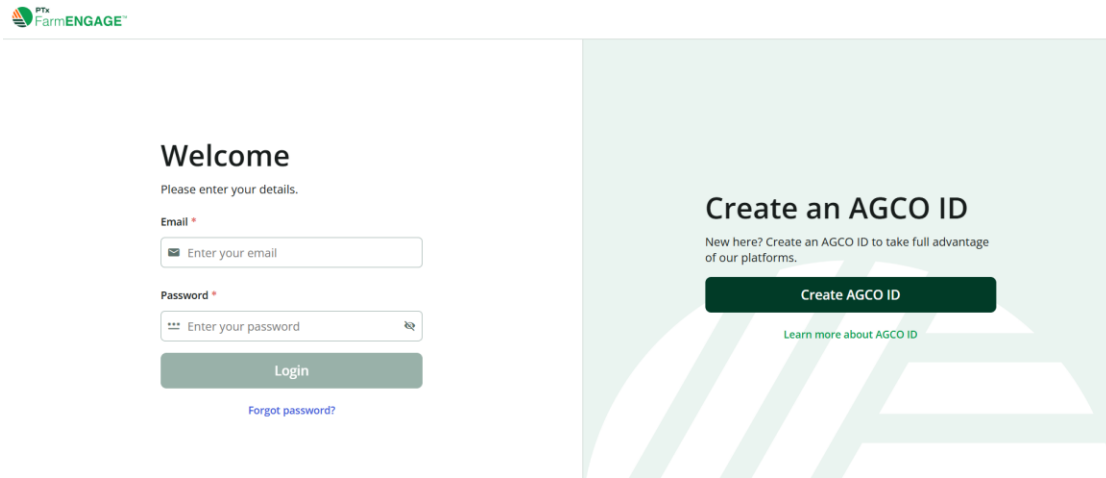 PTx
FarmENGAGE™
Welcome
Please enter your details.
Email *
Enter your email
Password *
Enter your password
Login
Forgot password?
Create an AGCO ID
New here? Create an AGCO ID to take full advantage
of our platforms.
Create AGCO ID
Learn more about AGCO ID